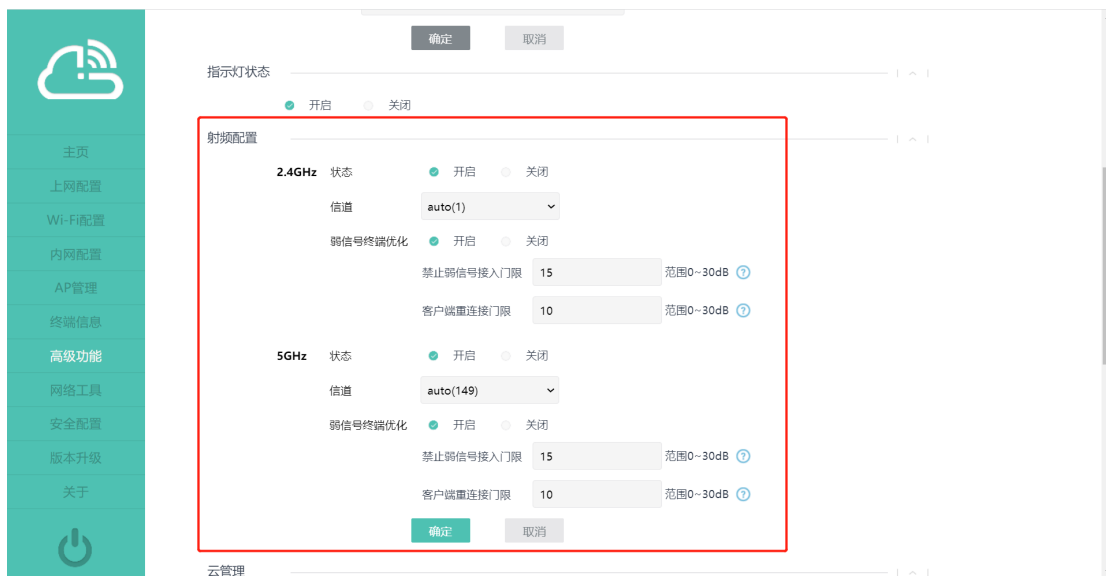 确定 取消
指示灯状态
开启 关闭
射频配置
主页
上网配置
Wi-Fi配置
内网配置
AP管理
终端信息
高级功能
网络工具
安全配置
版本升级
关于
2.4GHz 状态 开启 关闭
信道 auto(1)
弱信号终端优化 开启 关闭
禁止弱信号接入门限 15 范围0~30dB ?
客户端重连接门限 10 范围0~30dB ?
5GHz 状态 开启 关闭
信道 auto(149)
弱信号终端优化 开启 关闭
禁止弱信号接入门限 15 范围0~30dB ?
客户端重连接门限 10 范围0~30dB ?
确定 取消
云管理